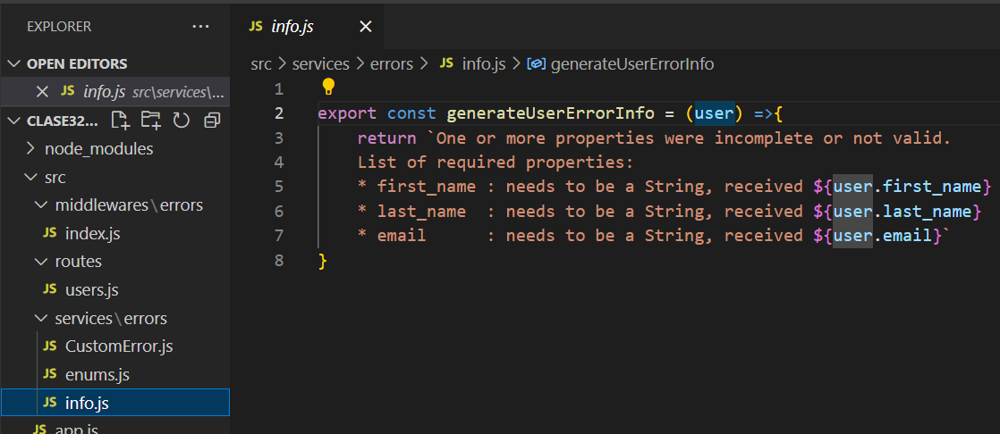 EXPLORER ...
OPEN EDITORS
JS info.js src\services\...
CLASE32...
node_modules
src
middlewares\errors
JS index.js
routes
JS users.js
services\errors
JS CustomError.js
JS enums.js
JS info.js
JS app.js
JS info.js
src > services > errors > JS info.js > generateUserErrorInfo
1
2 export const generateUserErrorInfo = (user) =>{
3     return `One or more properties were incomplete or not valid.
4     List of required properties:
5     * first_name : needs to be a String, received ${user.first_name}
6     * last_name  : needs to be a String, received ${user.last_name}
7     * email      : needs to be a String, received ${user.email}`
8 }